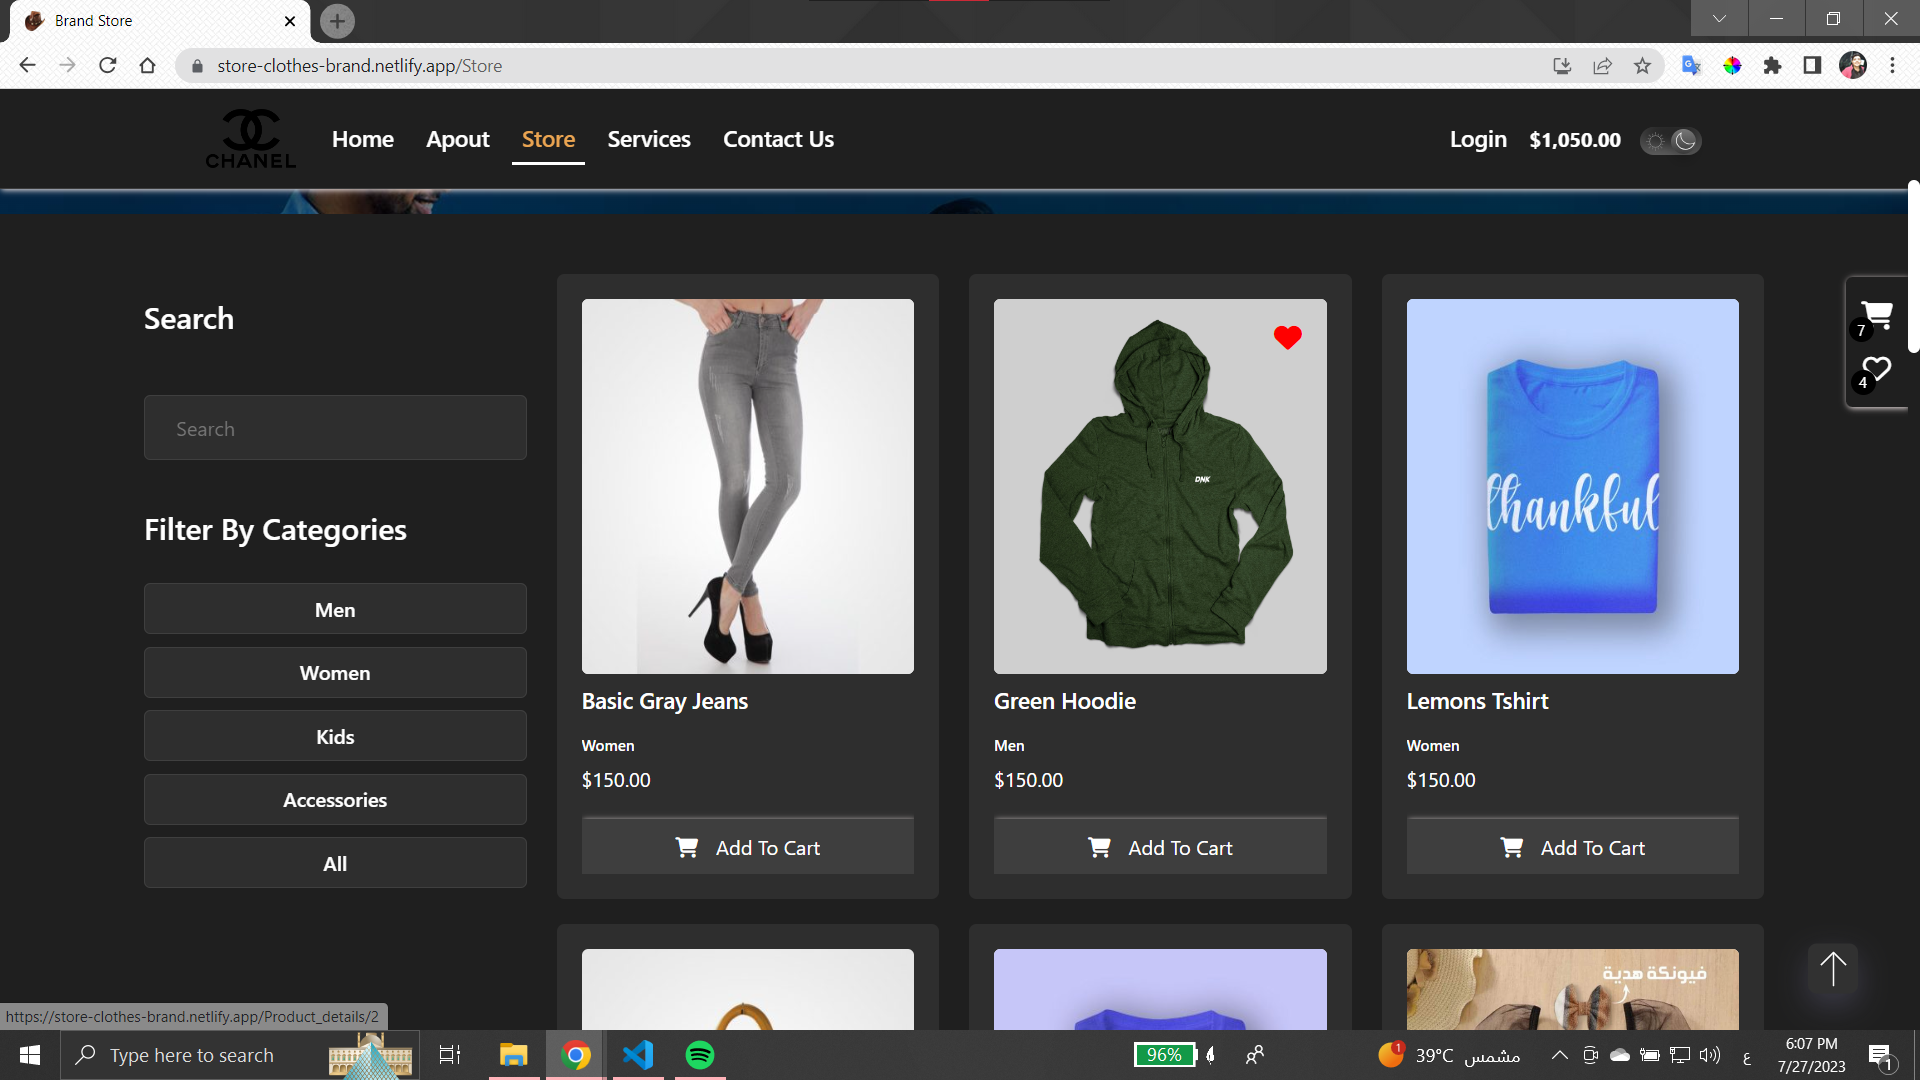 Brand Store
store-clothes-brand.netlify.app/Store
CHANEL
Home
Apout
Store
Services
Contact Us
Login
$1,050.00
7
4
Search
Search
Filter By Categories
Men
Women
Kids
Accessories
All
DNK
thankful
Basic Gray Jeans
Women
$150.00
Add To Cart
Green Hoodie
Men
$150.00
Add To Cart
Lemons Tshirt
Women
$150.00
Add To Cart
فيونكة هدية
https://store-clothes-brand.netlify.app/Product_details/2
Type here to search
96%
1
39°C مشمس
ع
6:07 PM
7/27/2023
1